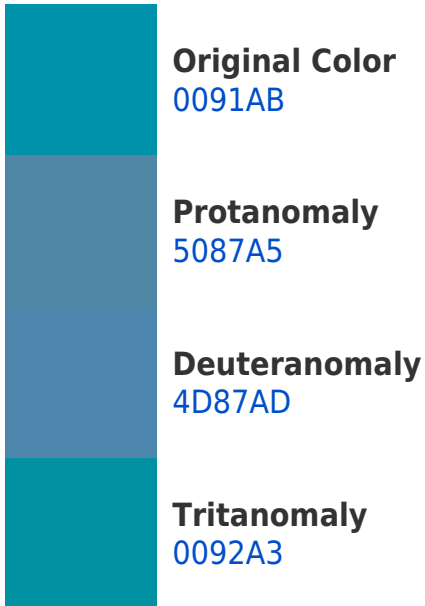 Original Color
0091AB
Protanomaly
5087A5
Deuteranomaly
4D87AD
Tritanomaly
0092A3